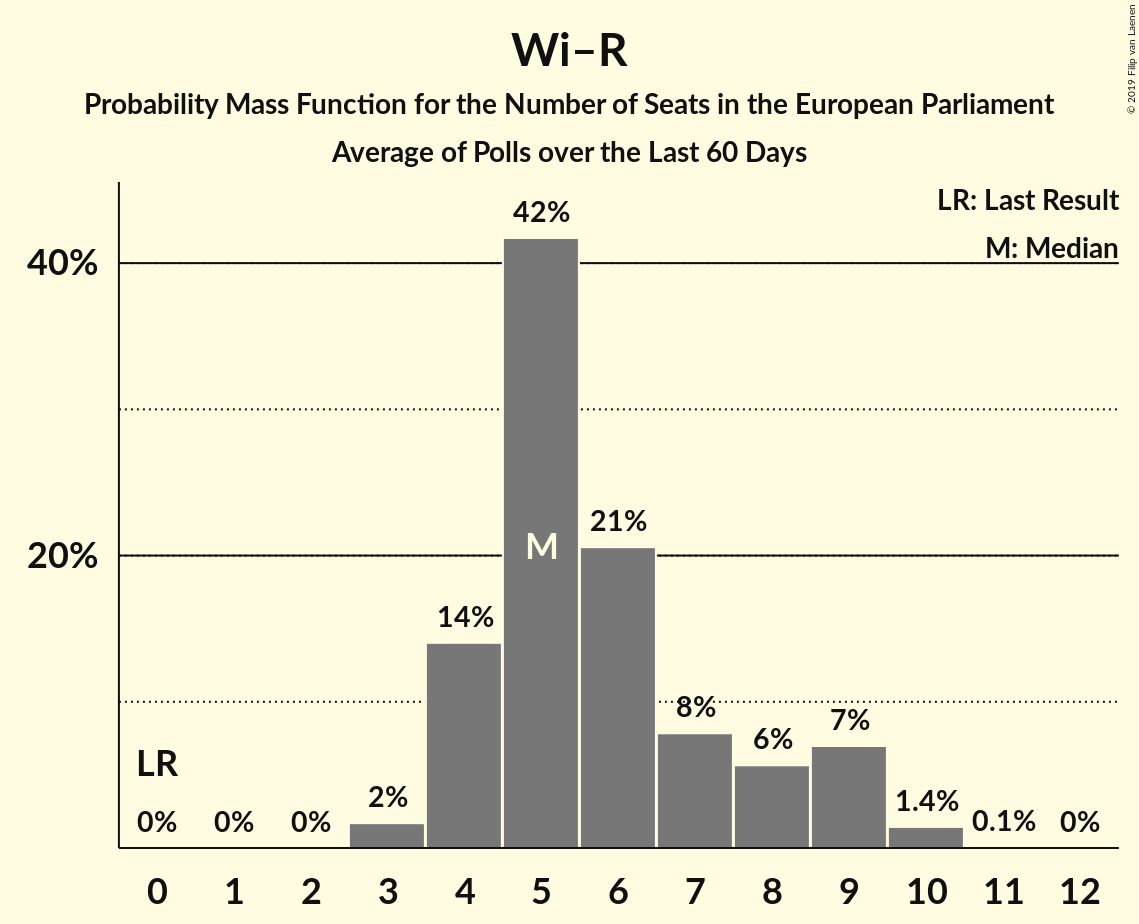 Wi–R
Probability Mass Function for the Number of Seats in the European Parliament
Average of Polls over the Last 60 Days
© 2019 Filip van Laenen
LR: Last Result
M: Median
42%
40%
21%
M
20%
14%
8%
7%
6%
LR
2%
1.4%
0% 0% 0% 0.1% 0%
0 1 2 3 4 5 6 7 8 9 10 11 12